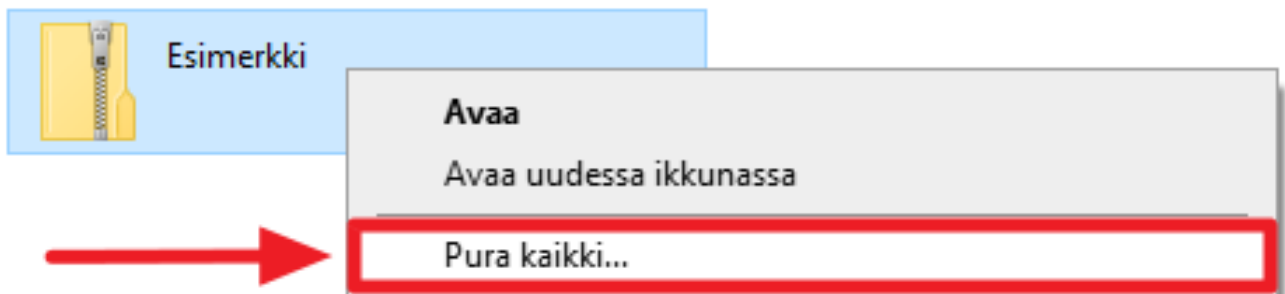 Esimerkki
Avaa
Avaa uudessa ikkunassa
Pura kaikki...